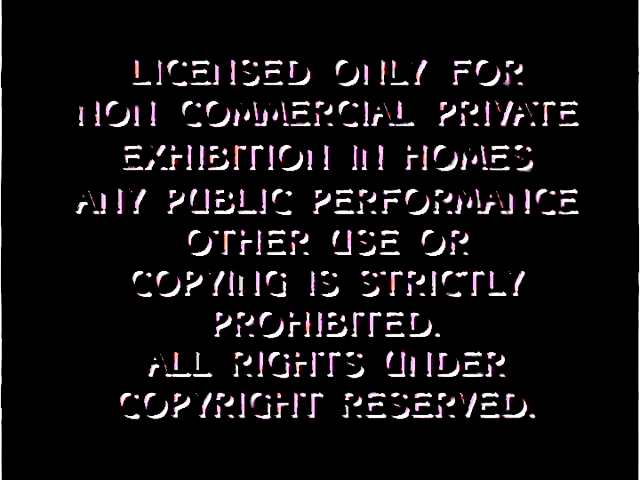 LICENSED ONLY FOR
NON COMMERCIAL PRIVATE
EXHIBITION IN HOMES
ANY PUBLIC PERFORMANCE
OTHER USE OR
COPYING IS STRICTLY
PROHIBITED.
ALL RIGHTS UNDER
COPYRIGHT RESERVED.